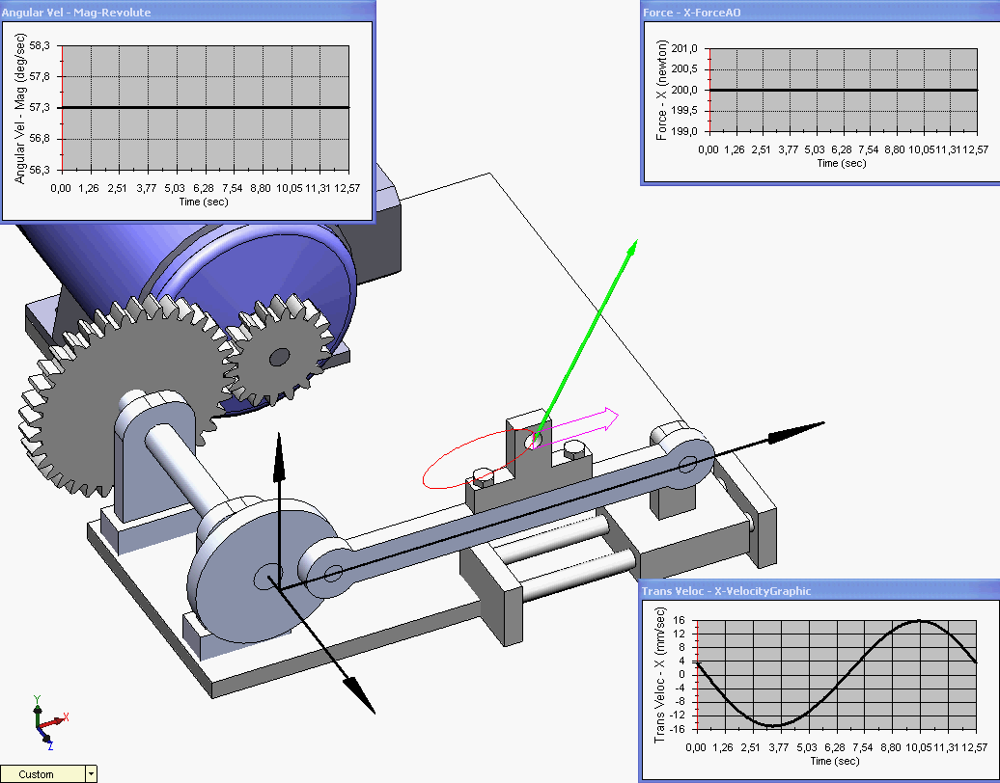 Angular Vel - Mag-Revolute
Angular Vel - Mag (deg/sec)
58,3
57,8
57,3
56,8
56,3
0,00 1,26 2,51 3,77 5,03 6,28 7,54 8,80 10,05 11,31 12,57
Time (sec)
Force - X-ForceAO
Force - X (newton)
201,0
200,5
200,0
199,5
199,0
0,00 1,26 2,51 3,77 5,03 6,28 7,54 8,80 10,05 11,31 12,57
Time (sec)
Trans Veloc - X-VelocityGraphic
Trans Veloc - X (mm/sec)
16
12
8
4
0
-4
-8
-12
-16
0,00 1,26 2,51 3,77 5,03 6,28 7,54 8,80 10,05 11,31 12,57
Time (sec)
Y
X
Z
Custom